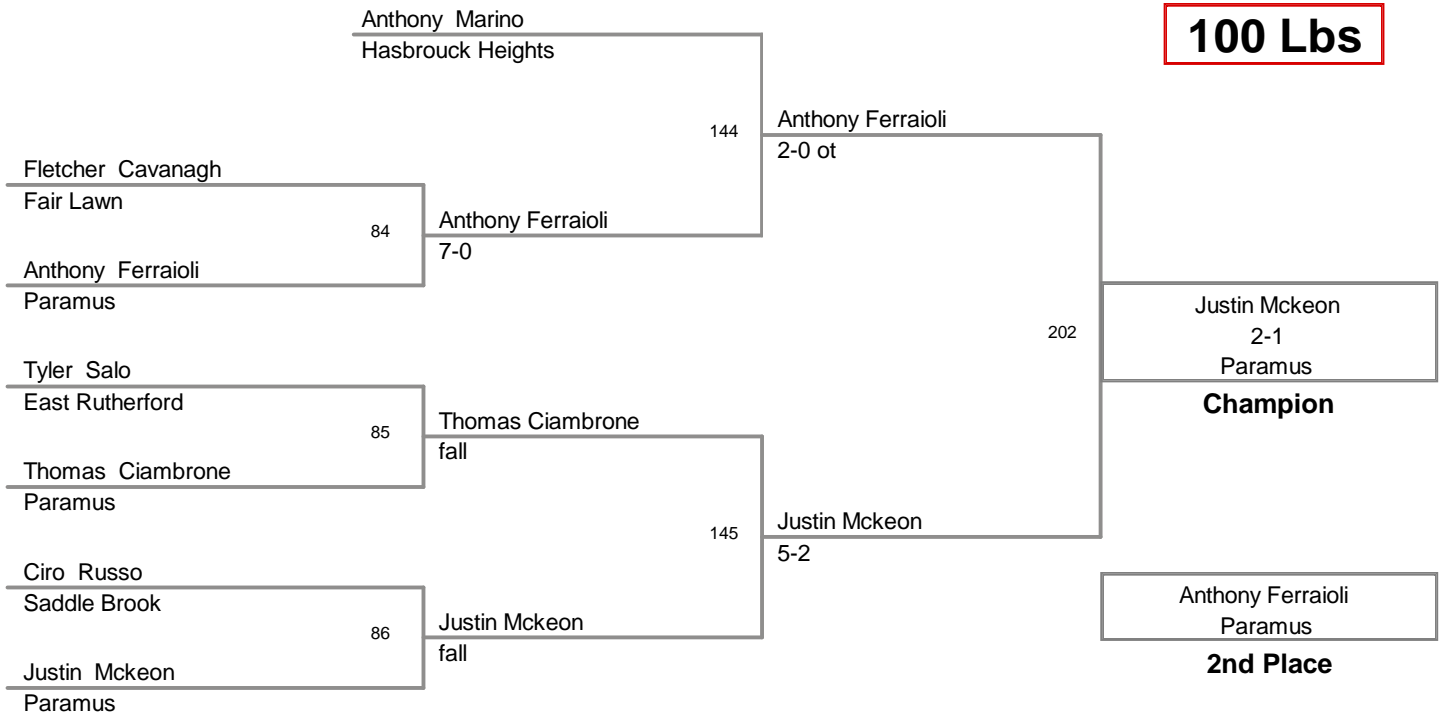 Anthony Marino
Hasbrouck Heights
100 Lbs
144
Anthony Ferraioli
2-0 ot
Fletcher Cavanagh
Fair Lawn
84
Anthony Ferraioli
7-0
Anthony Ferraioli
Paramus
202
Justin Mckeon
2-1
Paramus
Champion
Tyler Salo
East Rutherford
85
Thomas Ciambrone
fall
Thomas Ciambrone
Paramus
145
Justin Mckeon
5-2
Ciro Russo
Saddle Brook
86
Justin Mckeon
fall
Justin Mckeon
Paramus
Anthony Ferraioli
Paramus
2nd Place